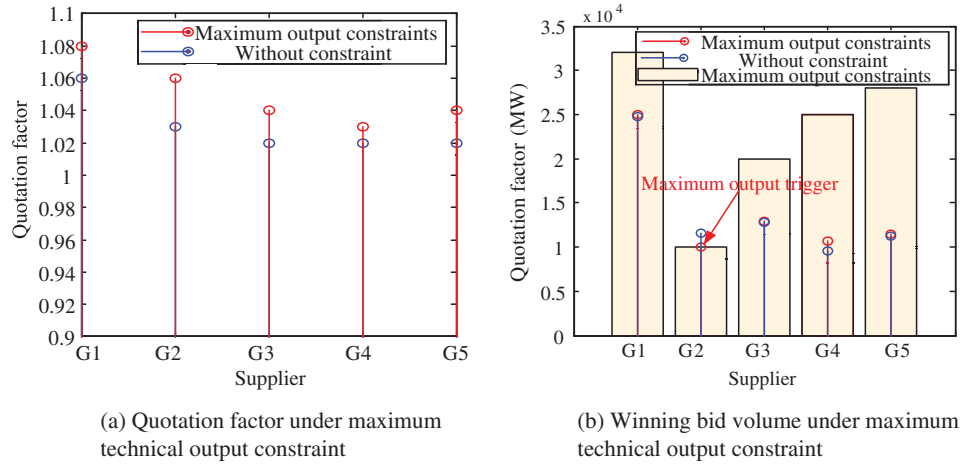 1.1
1.08
1.06
1.04
1.02
1
0.98
0.96
0.94
0.92
0.9
Quotation factor
Maximum output constraints
Without constraint
G1
G2
G3
G4
G5
Supplier
(a) Quotation factor under maximum
technical output constraint
× 10⁴
3.5
3
2.5
2
1.5
1
0.5
0
Quotation factor (MW)
Maximum output constraints
Without constraint
Maximum output constraints
Maximum output trigger
G1
G2
G3
G4
G5
Supplier
(b) Winning bid volume under maximum
technical output constraint